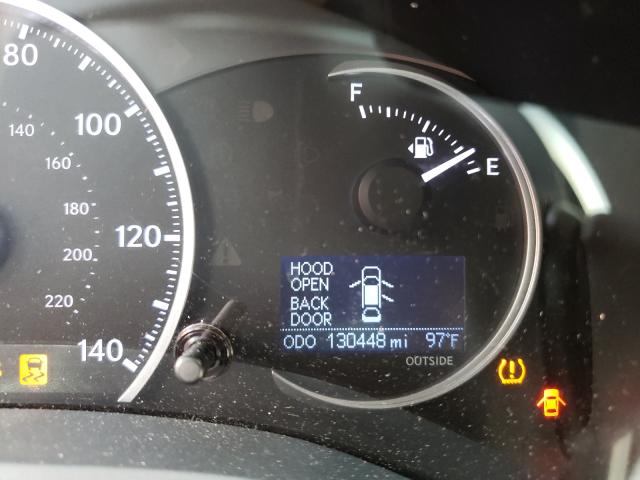 80
100
120
140
140
160
180
200
220
F
E
HOOD
OPEN
BACK
DOOR
ODO 130448 mi 97°F
OUTSIDE